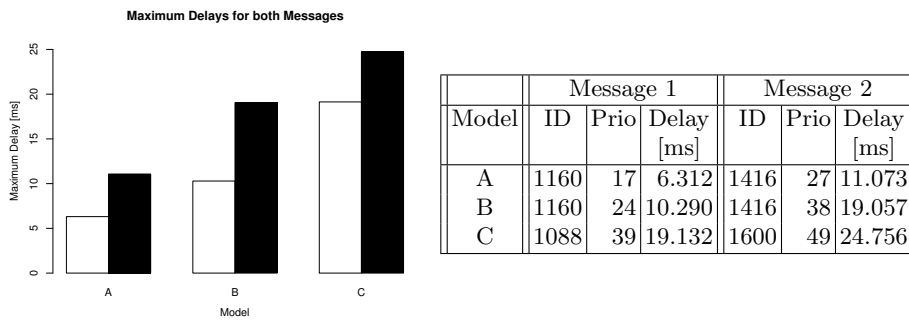 Maximum Delays for both Messages
Maximum Delay [ms]
25
20
15
10
5
0
A B C
Model
Message 1 Message 2
Model ID Prio Delay ID Prio Delay
[ms] [ms]
A 1160 17 6.312 1416 27 11.073
B 1160 24 10.290 1416 38 19.057
C 1088 39 19.132 1600 49 24.756